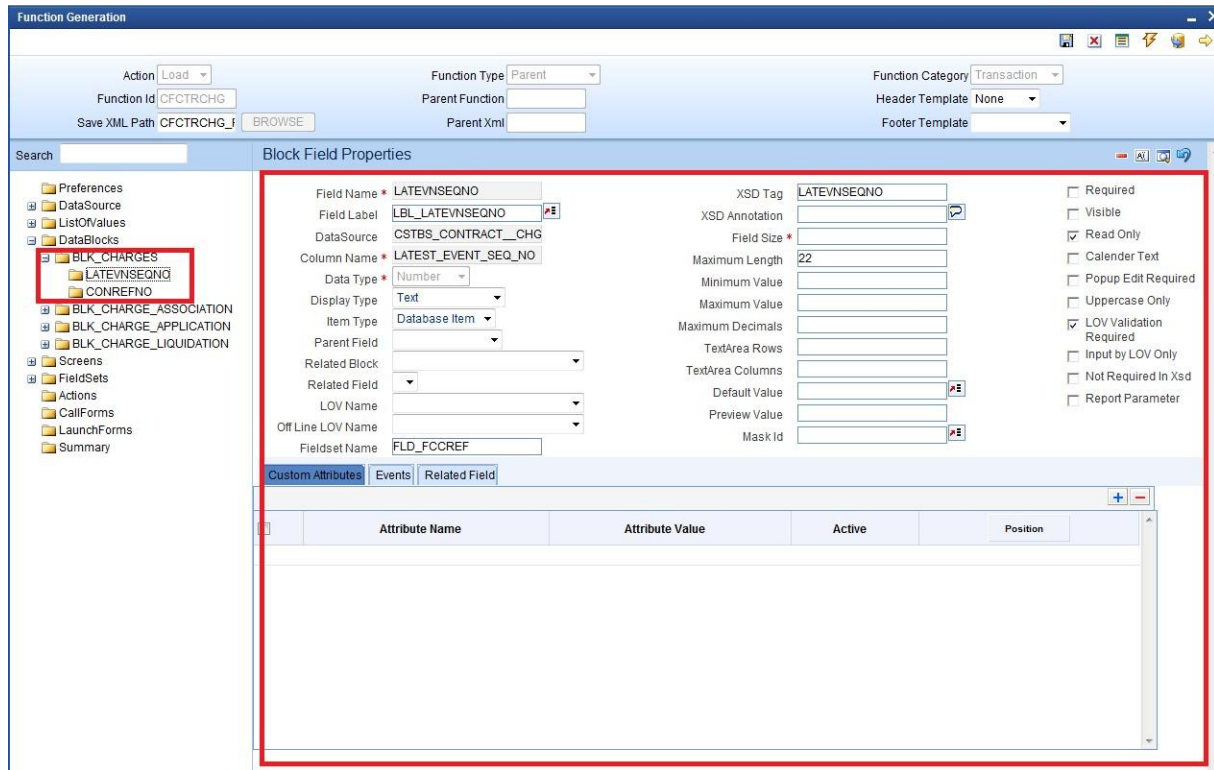 Function Generation
Action Load Function Type Parent Function Category Transaction
Function Id CFCTRCHG Parent Function Header Template None
Save XML Path CFCTRCHG_F BROWSE Parent Xml Footer Template
Search
Block Field Properties
Preferences
DataSource
ListOfValues
DataBlocks
BLK_CHARGES
LATEVNSEQNO
CONREFNO
BLK_CHARGE_ASSOCIATION
BLK_CHARGE_APPLICATION
BLK_CHARGE_LIQUIDATION
Screens
FieldSets
Actions
CallForms
LaunchForms
Summary
Field Name * LATEVNSEQNO
Field Label LBL_LATEVNSEQNO
DataSource CSTBS_CONTRACT__CHG
Column Name * LATEST_EVENT_SEQ_NO
Data Type * Number
Display Type Text
Item Type Database Item
Parent Field
Related Block
Related Field
LOV Name
Off Line LOV Name
Fieldset Name FLD_FCCREF
XSD Tag LATEVNSEQNO
XSD Annotation
Field Size *
Maximum Length 22
Minimum Value
Maximum Value
Maximum Decimals
TextArea Rows
TextArea Columns
Default Value
Preview Value
Mask Id
Required
Visible
Read Only
Calender Text
Popup Edit Required
Uppercase Only
LOV Validation
Required
Input by LOV Only
Not Required In Xsd
Report Parameter
Custom Attributes Events Related Field
Attribute Name Attribute Value Active Position